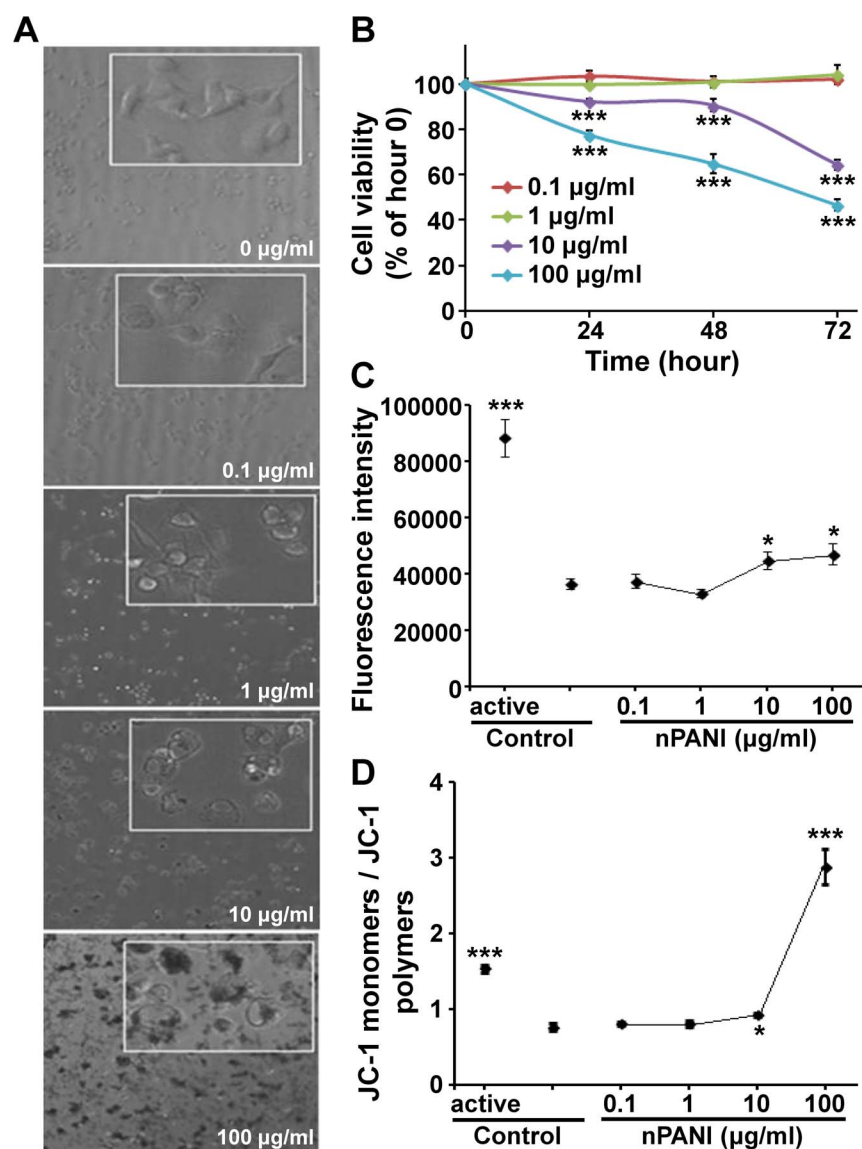 A
0 µg/ml
0.1 µg/ml
1 µg/ml
10 µg/ml
100 µg/ml
B
Cell viability
(% of hour 0)
100
80
60
40
20
0
***
***
***
***
***
***
0.1 µg/ml
1 µg/ml
10 µg/ml
100 µg/ml
0 24 48 72
Time (hour)
C
Fluorescence intensity
100000
80000
60000
40000
20000
0
***
*
*
active 0.1 1 10 100
Control nPANI (µg/ml)
D
JC-1 monomers / JC-1
polymers
4
3
2
1
0
***
*
***
active 0.1 1 10 100
Control nPANI (µg/ml)